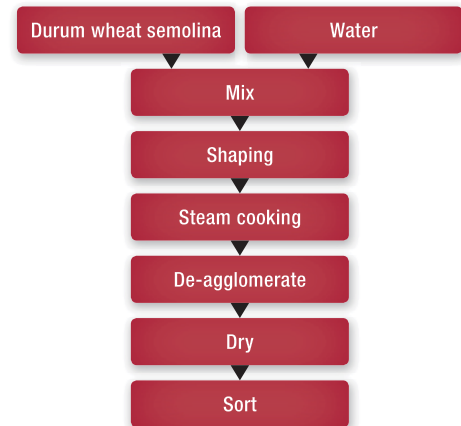 Durum wheat semolina
Water
Mix
Shaping
Steam cooking
De-agglomerate
Dry
Sort